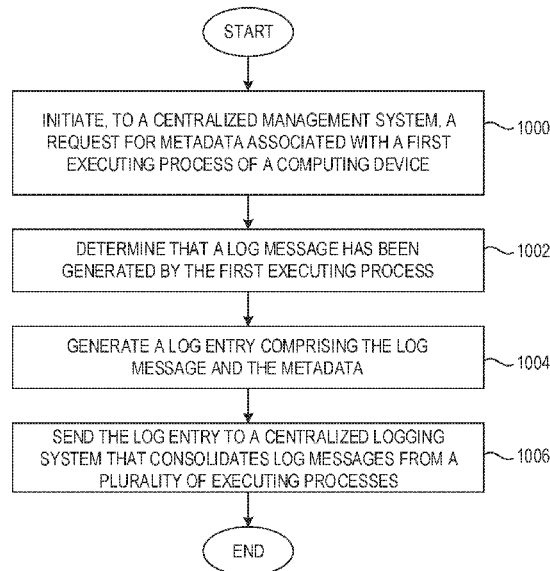 START
INITIATE, TO A CENTRALIZED MANAGEMENT SYSTEM, A
REQUEST FOR METADATA ASSOCIATED WITH A FIRST
EXECUTING PROCESS OF A COMPUTING DEVICE
1000
DETERMINE THAT A LOG MESSAGE HAS BEEN
GENERATED BY THE FIRST EXECUTING PROCESS
1002
GENERATE A LOG ENTRY COMPRISING THE LOG
MESSAGE AND THE METADATA
1004
SEND THE LOG ENTRY TO A CENTRALIZED LOGGING
SYSTEM THAT CONSOLIDATES LOG MESSAGES FROM A
PLURALITY OF EXECUTING PROCESSES
1006
END